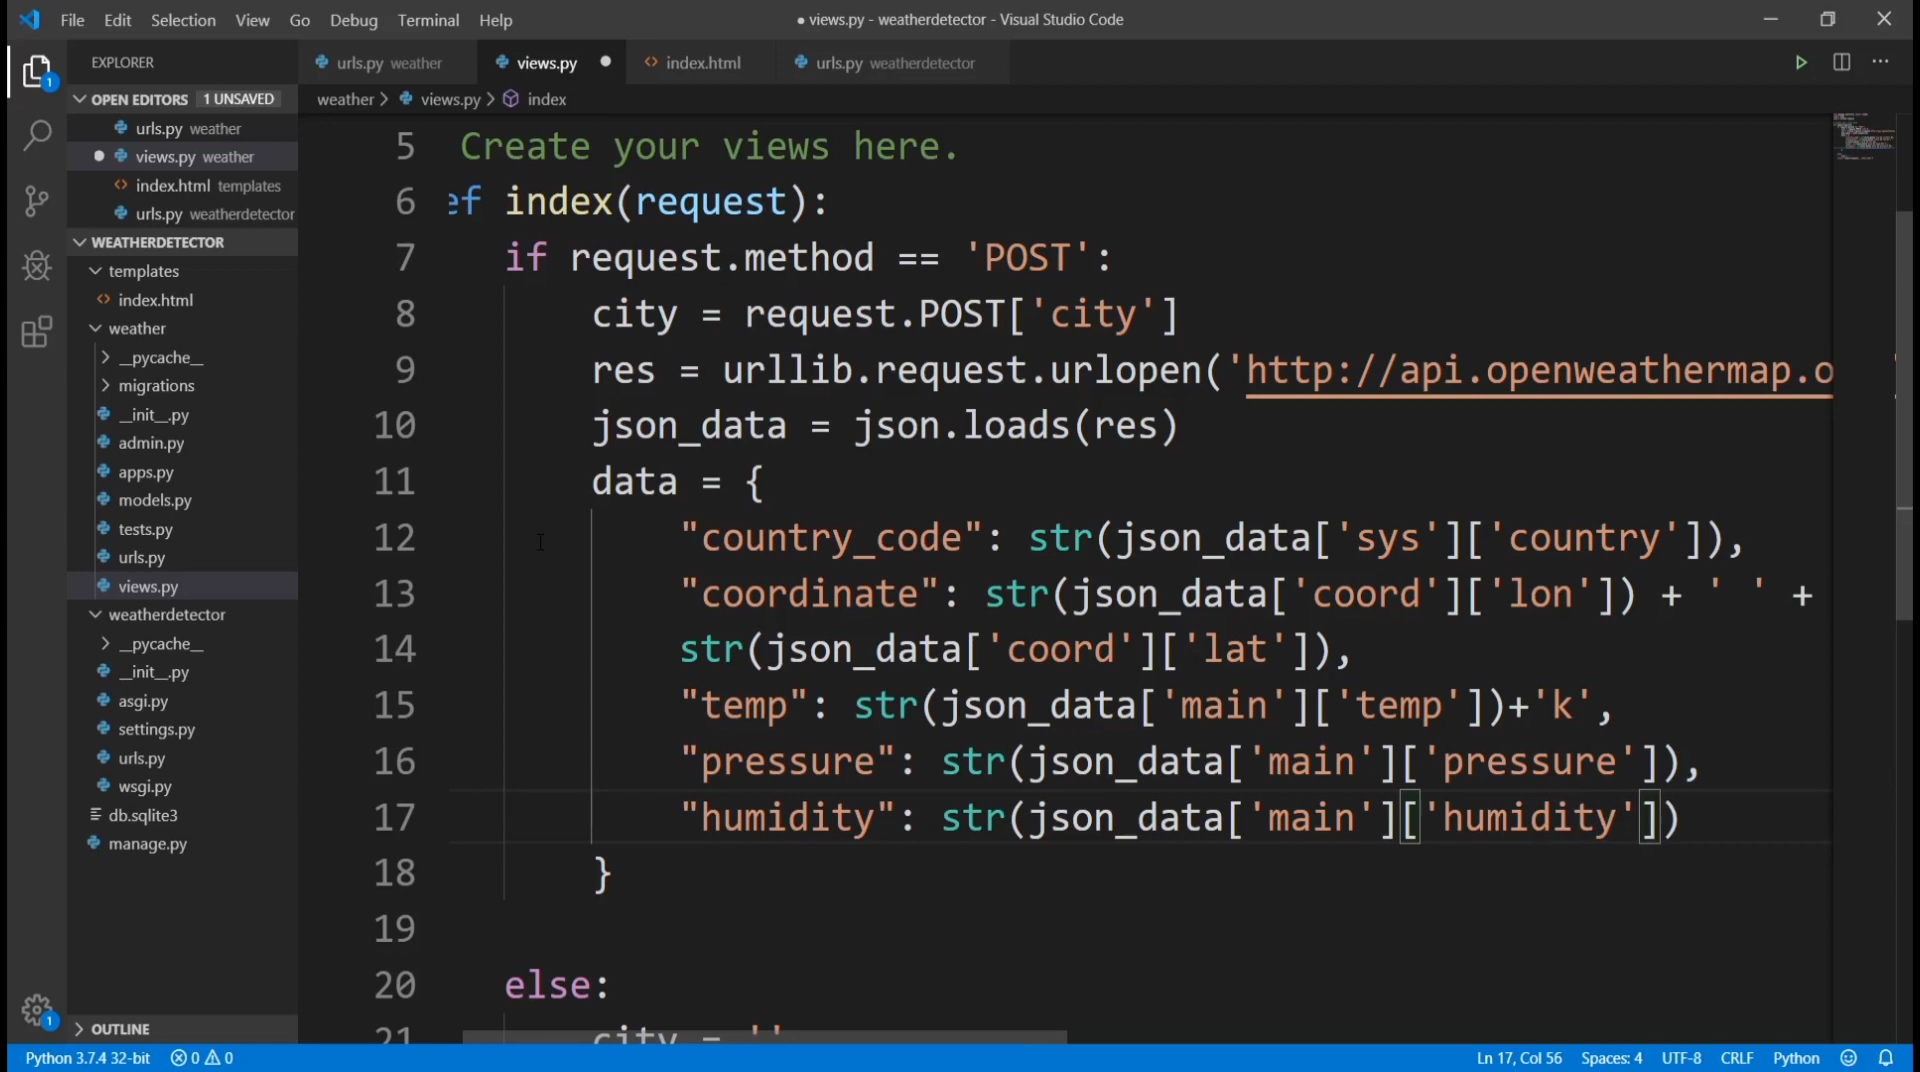 File Edit Selection View Go Debug Terminal Help
● views.py - weatherdetector - Visual Studio Code
EXPLORER
OPEN EDITORS 1 UNSAVED
urls.py weather
views.py weather
index.html templates
urls.py weatherdetector
WEATHERDETECTOR
templates
index.html
weather
__pycache__
migrations
__init__.py
admin.py
apps.py
models.py
tests.py
urls.py
views.py
weatherdetector
__pycache__
__init__.py
asgi.py
settings.py
urls.py
wsgi.py
db.sqlite3
manage.py
OUTLINE
urls.py weather views.py index.html urls.py weatherdetector
weather > views.py > index
5 Create your views here.
6 ef index(request):
7 if request.method == 'POST':
8 city = request.POST['city']
9 res = urllib.request.urlopen('http://api.openweathermap.o
10 json_data = json.loads(res)
11 data = {
12 "country_code": str(json_data['sys']['country']),
13 "coordinate": str(json_data['coord']['lon']) + ' ' +
14 str(json_data['coord']['lat']),
15 "temp": str(json_data['main']['temp'])+'k',
16 "pressure": str(json_data['main']['pressure']),
17 "humidity": str(json_data['main']['humidity'])
18 }
19
20 else:
21 city = ''
1
1
Python 3.7.4 32-bit 0 0 Ln 17, Col 56 Spaces: 4 UTF-8 CRLF Python